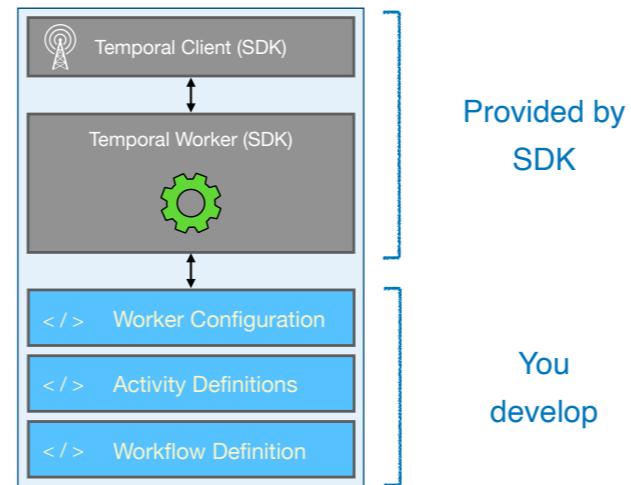 Temporal Client (SDK)
Temporal Worker (SDK)
Provided by
SDK
</> Worker Configuration
</> Activity Definitions
</> Workflow Definition
You
develop